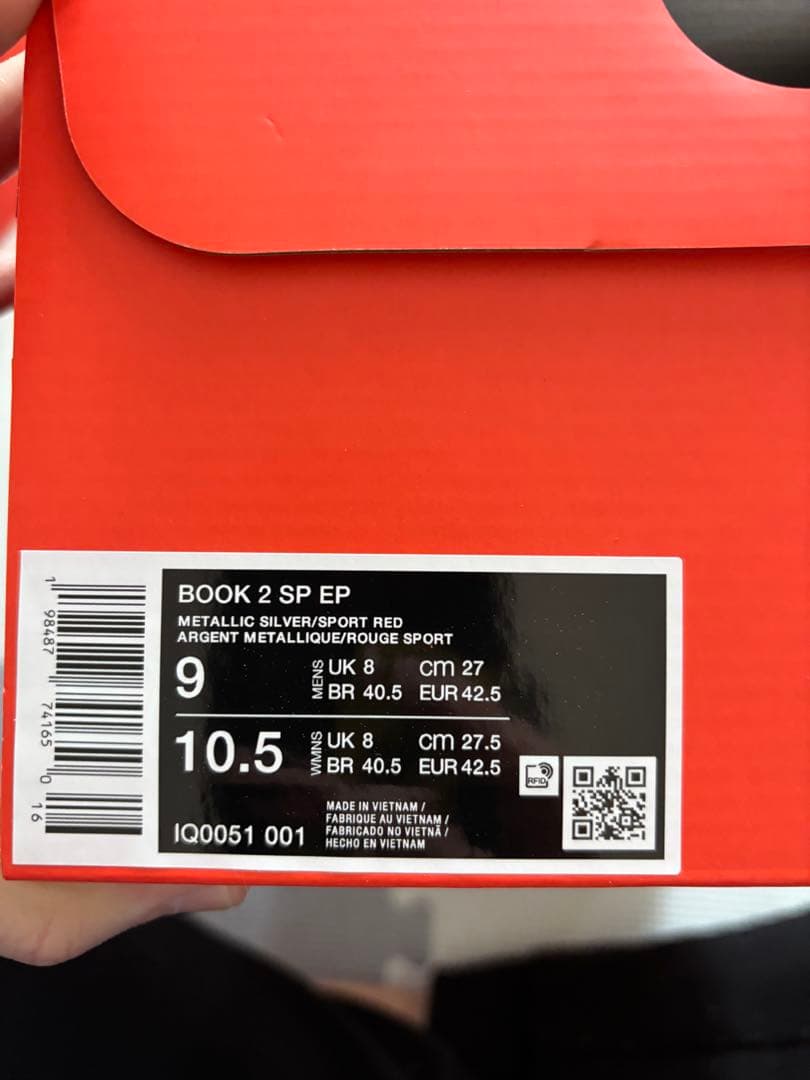 BOOK 2 SP EP
METALLIC SILVER/SPORT RED
ARGENT METALLIQUE/ROUGE SPORT
9 MENS UK 8 cm 27
BR 40.5 EUR 42.5
10.5 WMNS UK 8 cm 27.5
BR 40.5 EUR 42.5
RFID
IQ0051 001
MADE IN VIETNAM /
FABRIQUE AU VIETNAM /
FABRICADO NO VIETNÃ /
HECHO EN VIETNAM
1 98487 74165 0 16